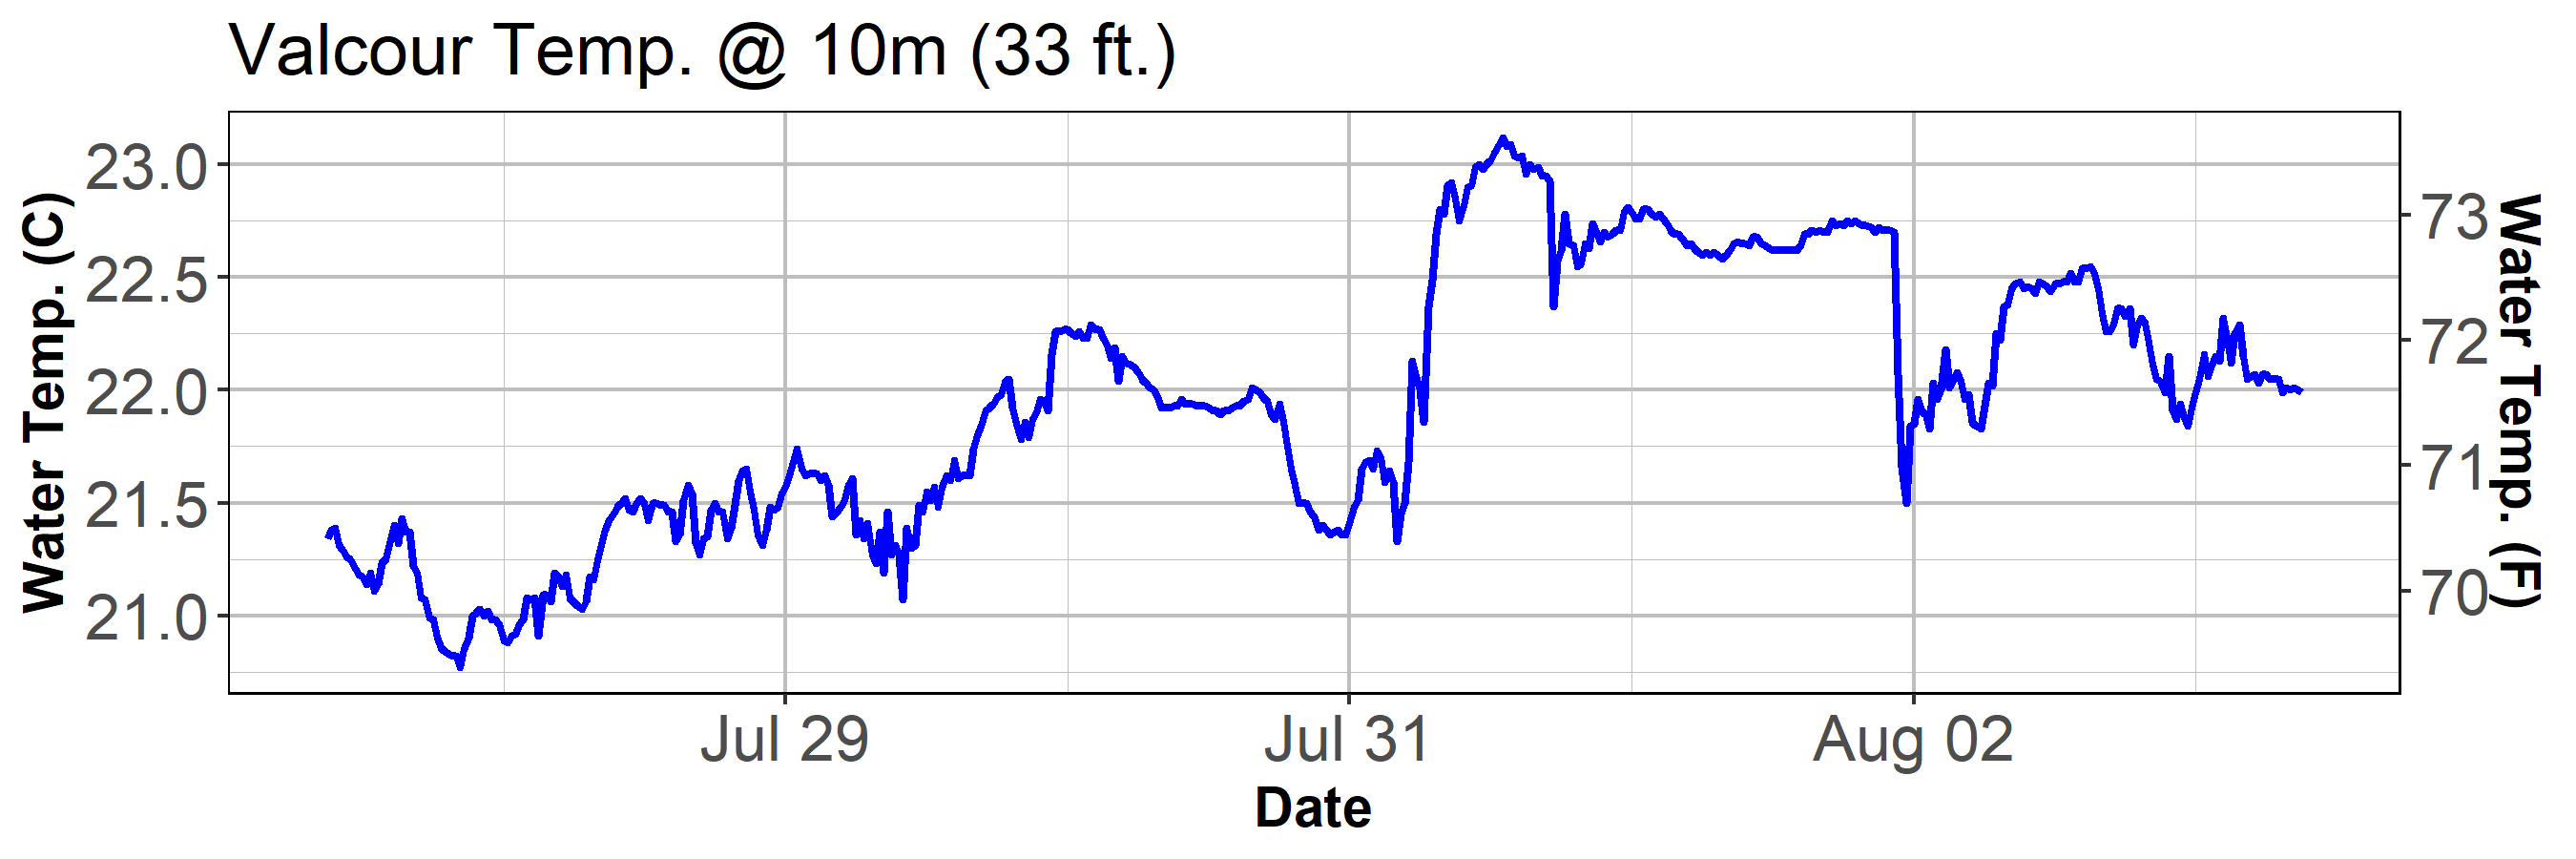 Valcour Temp. @ 10m (33 ft.)
Water Temp. (C)
23.0
22.5
22.0
21.5
21.0
73
72
71
70
Water Temp. (F)
Jul 29
Jul 31
Aug 02
Date